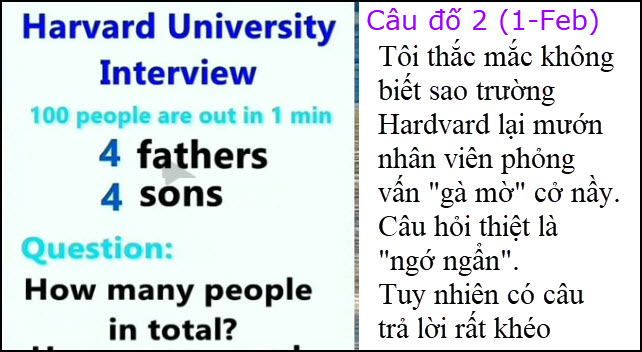 Harvard University
Interview
100 people are out in 1 min
4 fathers
4 sons
Question:
How many people
in total?
Câu đố 2 (1-Feb)
Tôi thắc mắc không
biết sao trường
Hardvard lại mướn
nhân viên phỏng
vấn "gà mờ" cở nầy.
Câu hỏi thiệt là
"ngớ ngẩn".
Tuy nhiên có câu
trả lời rất khéo